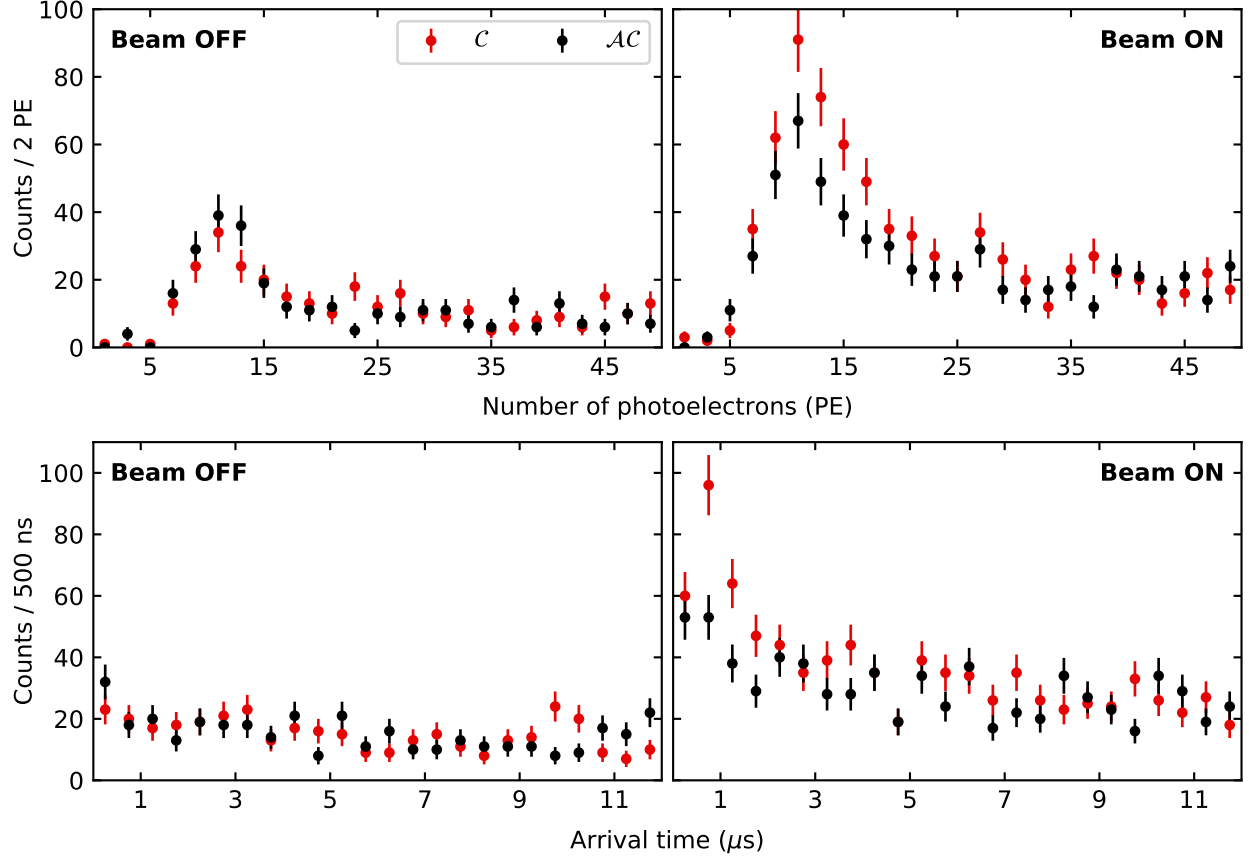 100
80
60
40
20
0
Counts / 2 PE
Beam OFF
C
AC
Beam ON
5 15 25 35 45 5 15 25 35 45
Number of photoelectrons (PE)
100
80
60
40
20
0
Counts / 500 ns
Beam OFF
Beam ON
1 3 5 7 9 11 1 3 5 7 9 11
Arrival time (μs)